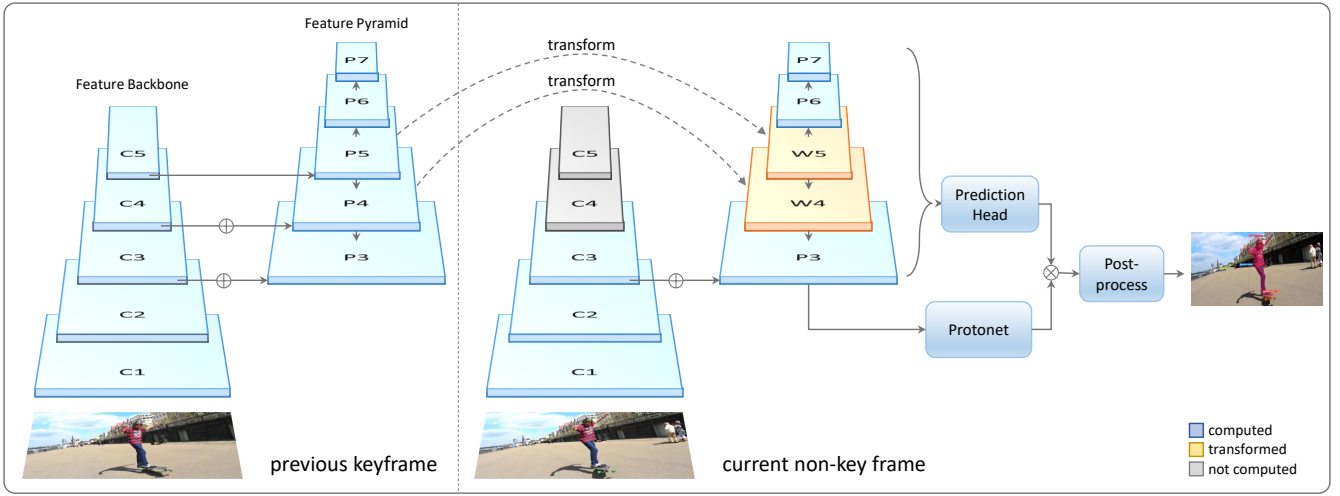 Feature Pyramid
Feature Backbone
P7
P6
C5
P5
C4
P4
C3
P3
C2
C1
previous keyframe
transform
transform
P7
P6
C5
W5
C4
W4
C3
P3
C2
C1
Prediction
Head
Protonet
Post-
process
current non-key frame
computed
transformed
not computed